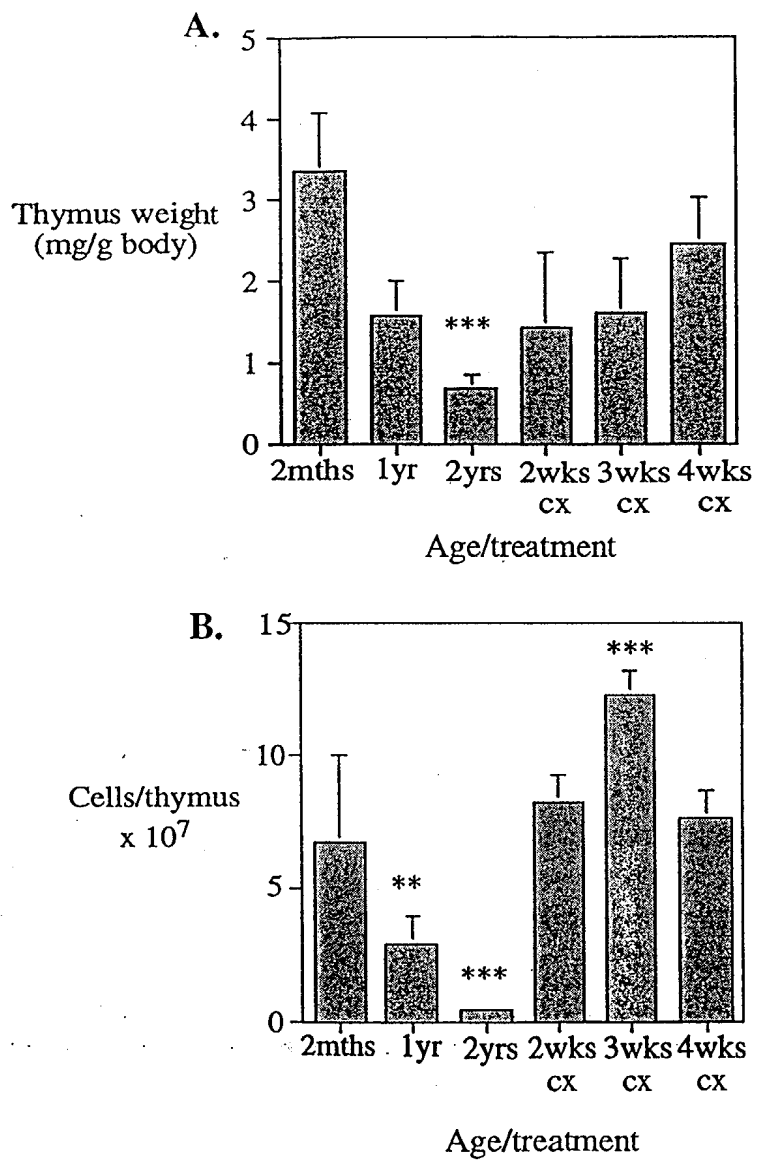 A.
5
4
3
2
1
0
Thymus weight
(mg/g body)
***
2mths 1yr 2yrs 2wks 3wks 4wks
cx cx cx
Age/treatment
B.
15
10
5
0
Cells/thymus
x 10⁷
**
***
***
2mths 1yr 2yrs 2wks 3wks 4wks
cx cx cx
Age/treatment